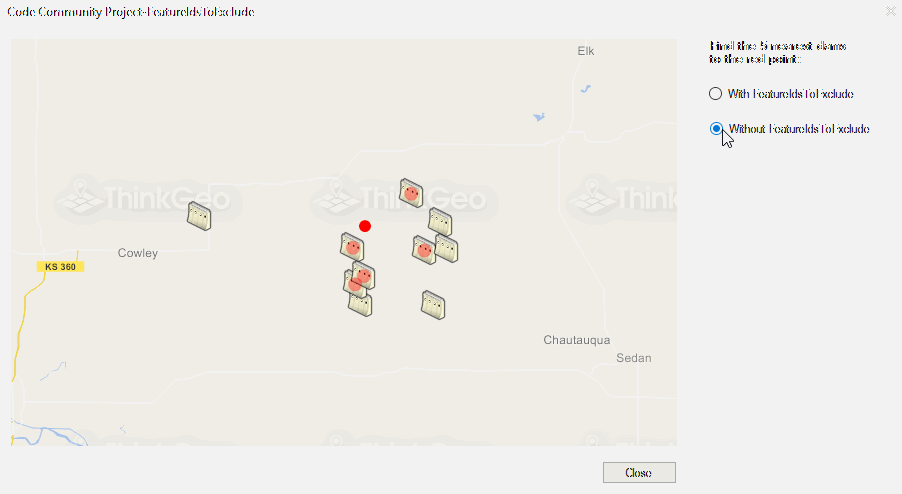 Code Community Project-FeatureIdsToExclude
Elk
Find the 5 nearest dams
to the red point:
With FeatureIdsToExclude
Without FeatureIdsToExclude
ThinkGeo
ThinkGeo
Think
Cowley
KS 360
Chautauqua
Sedan
Close